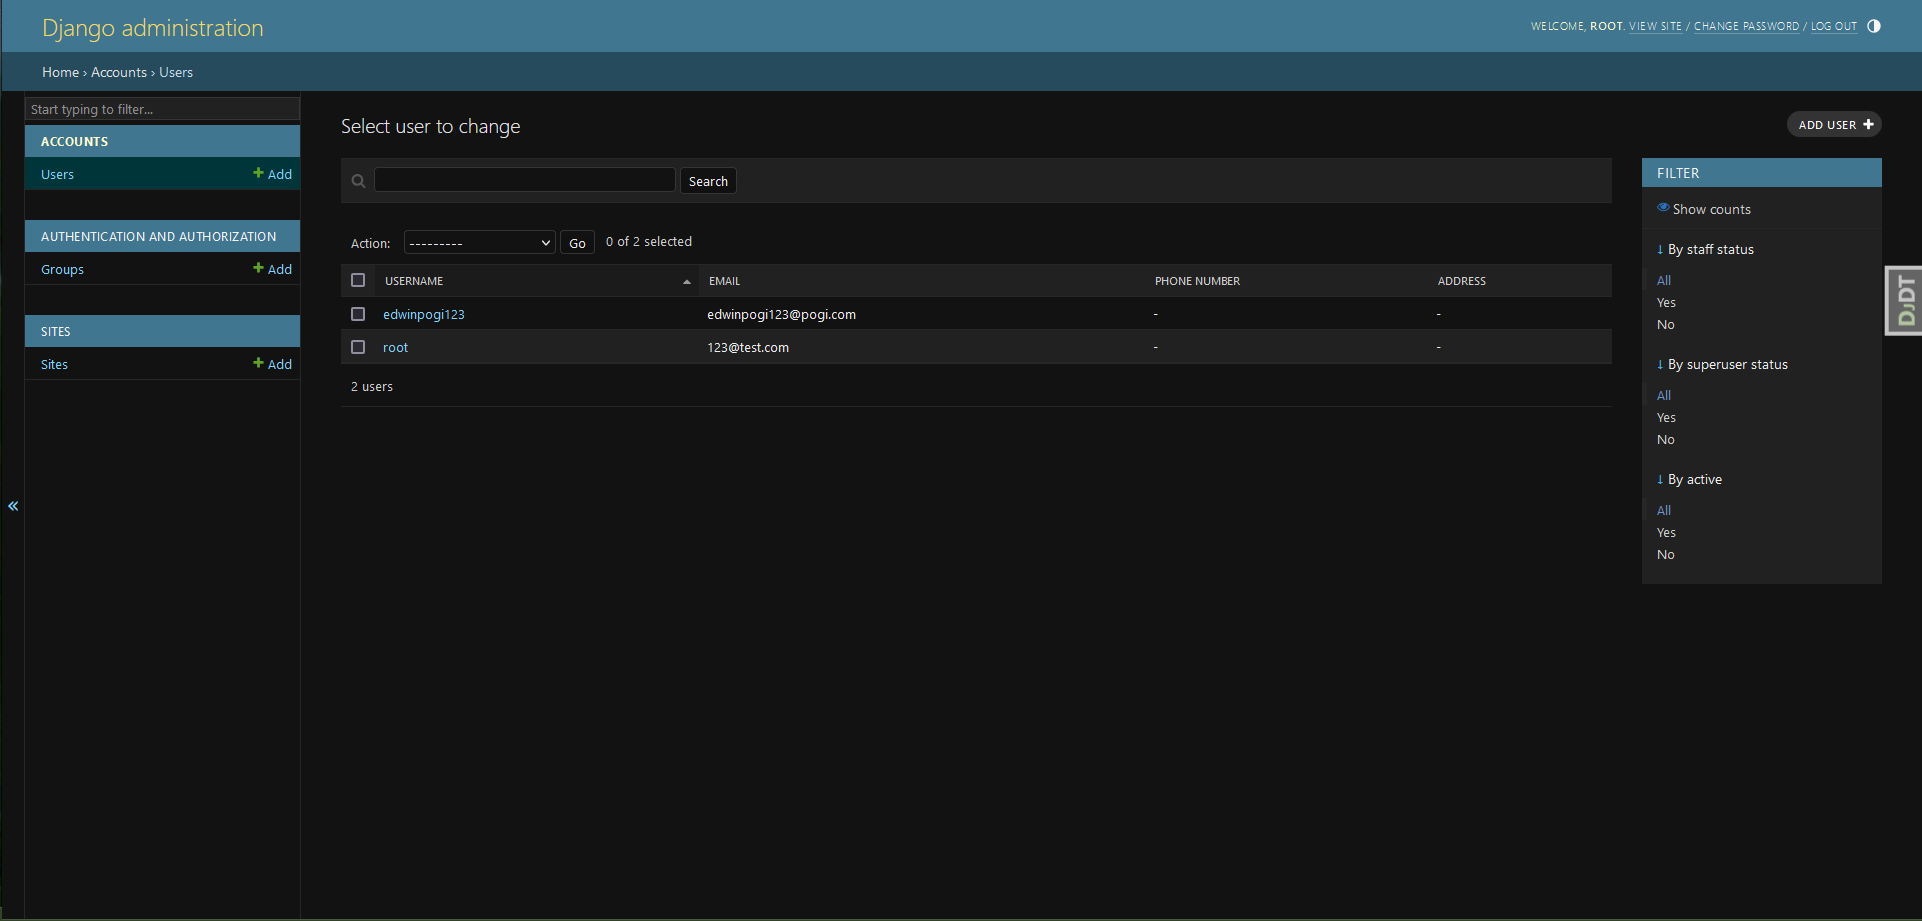 Django administration
WELCOME, ROOT. VIEW SITE / CHANGE PASSWORD / LOG OUT
Home › Accounts › Users
Start typing to filter...
ACCOUNTS
Users
+ Add
AUTHENTICATION AND AUTHORIZATION
Groups
+ Add
SITES
Sites
+ Add
«
Select user to change
ADD USER +
Search
Action:
---------
Go
0 of 2 selected
USERNAME EMAIL PHONE NUMBER ADDRESS
edwinpogi123 edwinpogi123@pogi.com - -
root 123@test.com - -
2 users
FILTER
Show counts
↓ By staff status
All
Yes
No
↓ By superuser status
All
Yes
No
↓ By active
All
Yes
No
DJDT